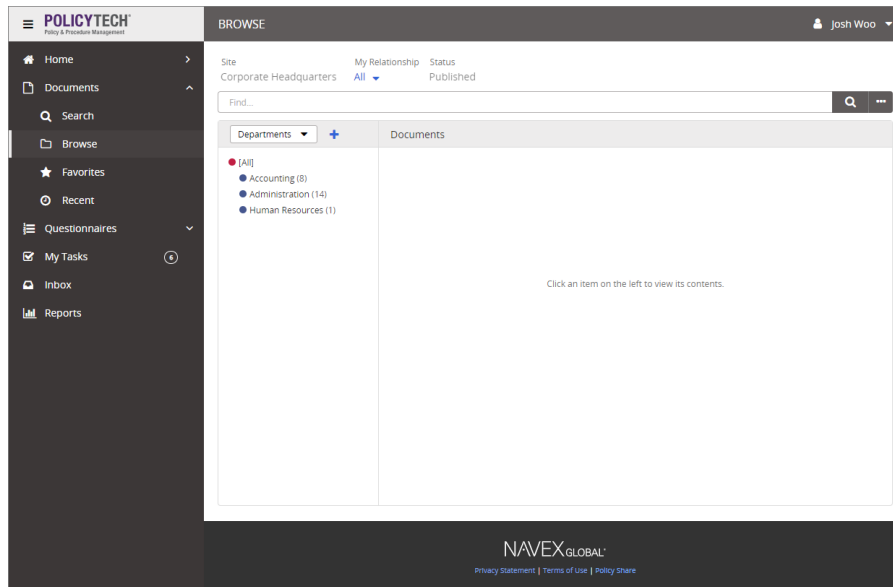 POLICYTECH
Policy & Procedure Management
BROWSE
Josh Woo
Home
Documents
Search
Browse
Favorites
Recent
Questionnaires
My Tasks
6
Inbox
Reports
Site
My Relationship
Status
Corporate Headquarters
All
Published
Find...
Departments
Documents
[All]
Accounting (8)
Administration (14)
Human Resources (1)
Click an item on the left to view its contents.
NAVEX GLOBAL
Privacy Statement | Terms of Use | Policy Share